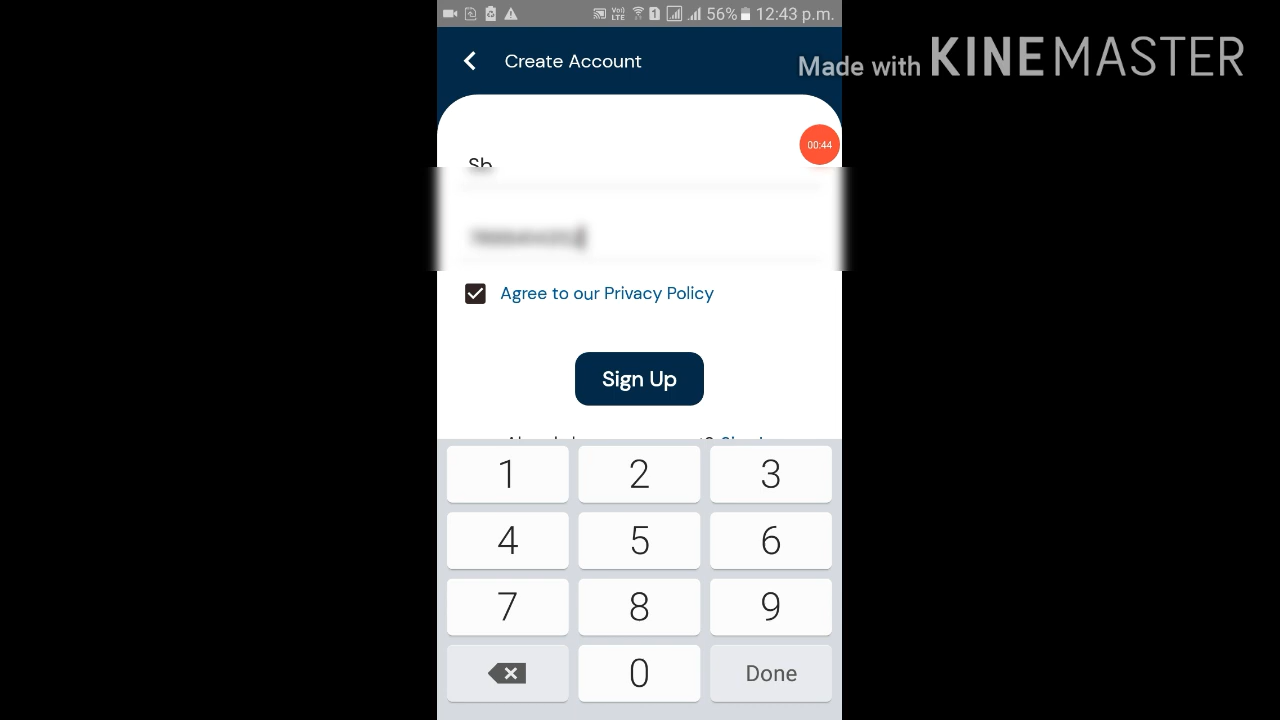 56% 12:43 p.m.
Create Account
Made with KINEMASTER
00:44
Sh
Agree to our Privacy Policy
Sign Up
1 2 3
4 5 6
7 8 9
0 Done